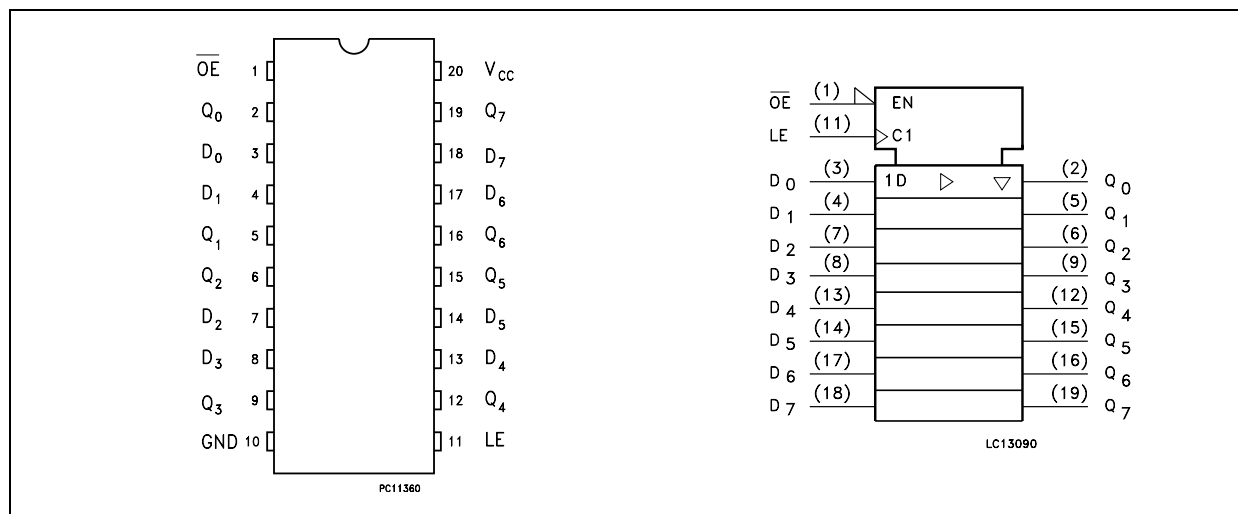 OE 1 20 VCC
Q0 2 19 Q7
D0 3 18 D7
D1 4 17 D6
Q1 5 16 Q6
Q2 6 15 Q5
D2 7 14 D5
D3 8 13 D4
Q3 9 12 Q4
GND 10 11 LE
PC11360
OE (1) EN
LE (11) C1
D0 (3) 1D (2) Q0
D1 (4) (5) Q1
D2 (7) (6) Q2
D3 (8) (9) Q3
D4 (13) (12) Q4
D5 (14) (15) Q5
D6 (17) (16) Q6
D7 (18) (19) Q7
LC13090